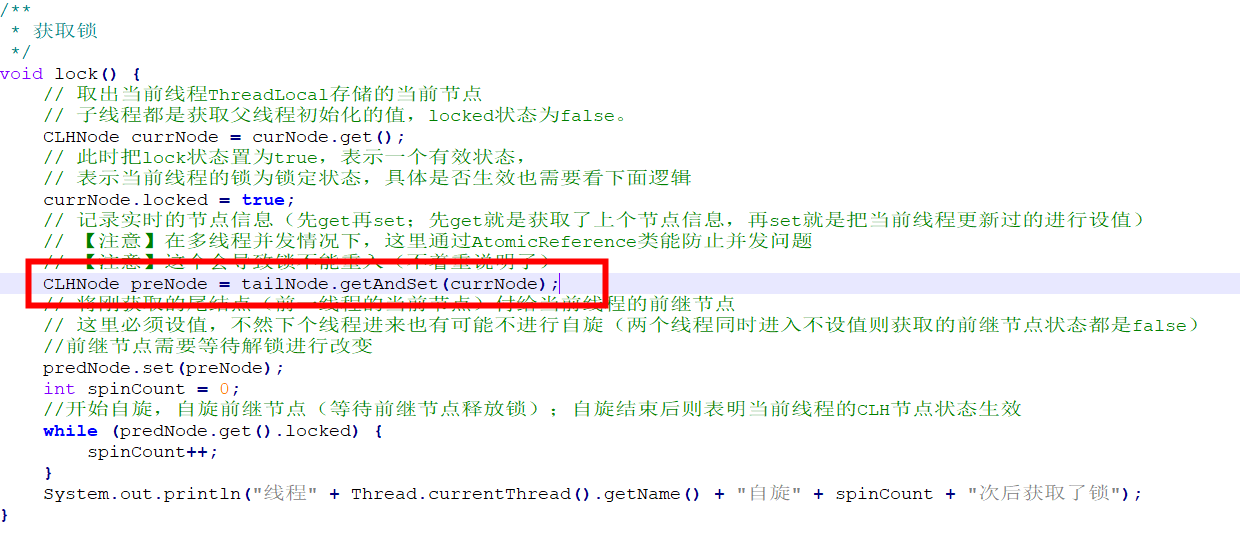 /**
 * 获取锁
 */
void lock() {
    // 取出当前线程ThreadLocal存储的当前节点
    // 子线程都是获取父线程初始化的值，locked状态为false。
    CLHNode currNode = curNode.get();
    // 此时把lock状态置为true，表示一个有效状态，
    // 表示当前线程的锁为锁定状态，具体是否生效也需要看下面逻辑
    currNode.locked = true;
    // 记录实时的节点信息（先get再set；先get就是获取了上个节点信息，再set就是把当前线程更新过的进行设值）
    // 【注意】在多线程并发情况下，这里通过AtomicReference类能防止并发问题
    // 【注意】这个会导致锁不能重入（不着重说明了）
    CLHNode preNode = tailNode.getAndSet(currNode);
    // 将刚获取的尾结点（前一线程的当前节点）付给当前线程的前继节点
    // 这里必须设值，不然下个线程进来也有可能不进行自旋（两个线程同时进入不设值则获取的前继节点状态都是false）
    //前继节点需要等待解锁进行改变
    predNode.set(preNode);
    int spinCount = 0;
    //开始自旋，自旋前继节点（等待前继节点释放锁）；自旋结束后则表明当前线程的CLH节点状态生效
    while (predNode.get().locked) {
        spinCount++;
    }
    System.out.println("线程" + Thread.currentThread().getName() + "自旋" + spinCount + "次后获取了锁");
}